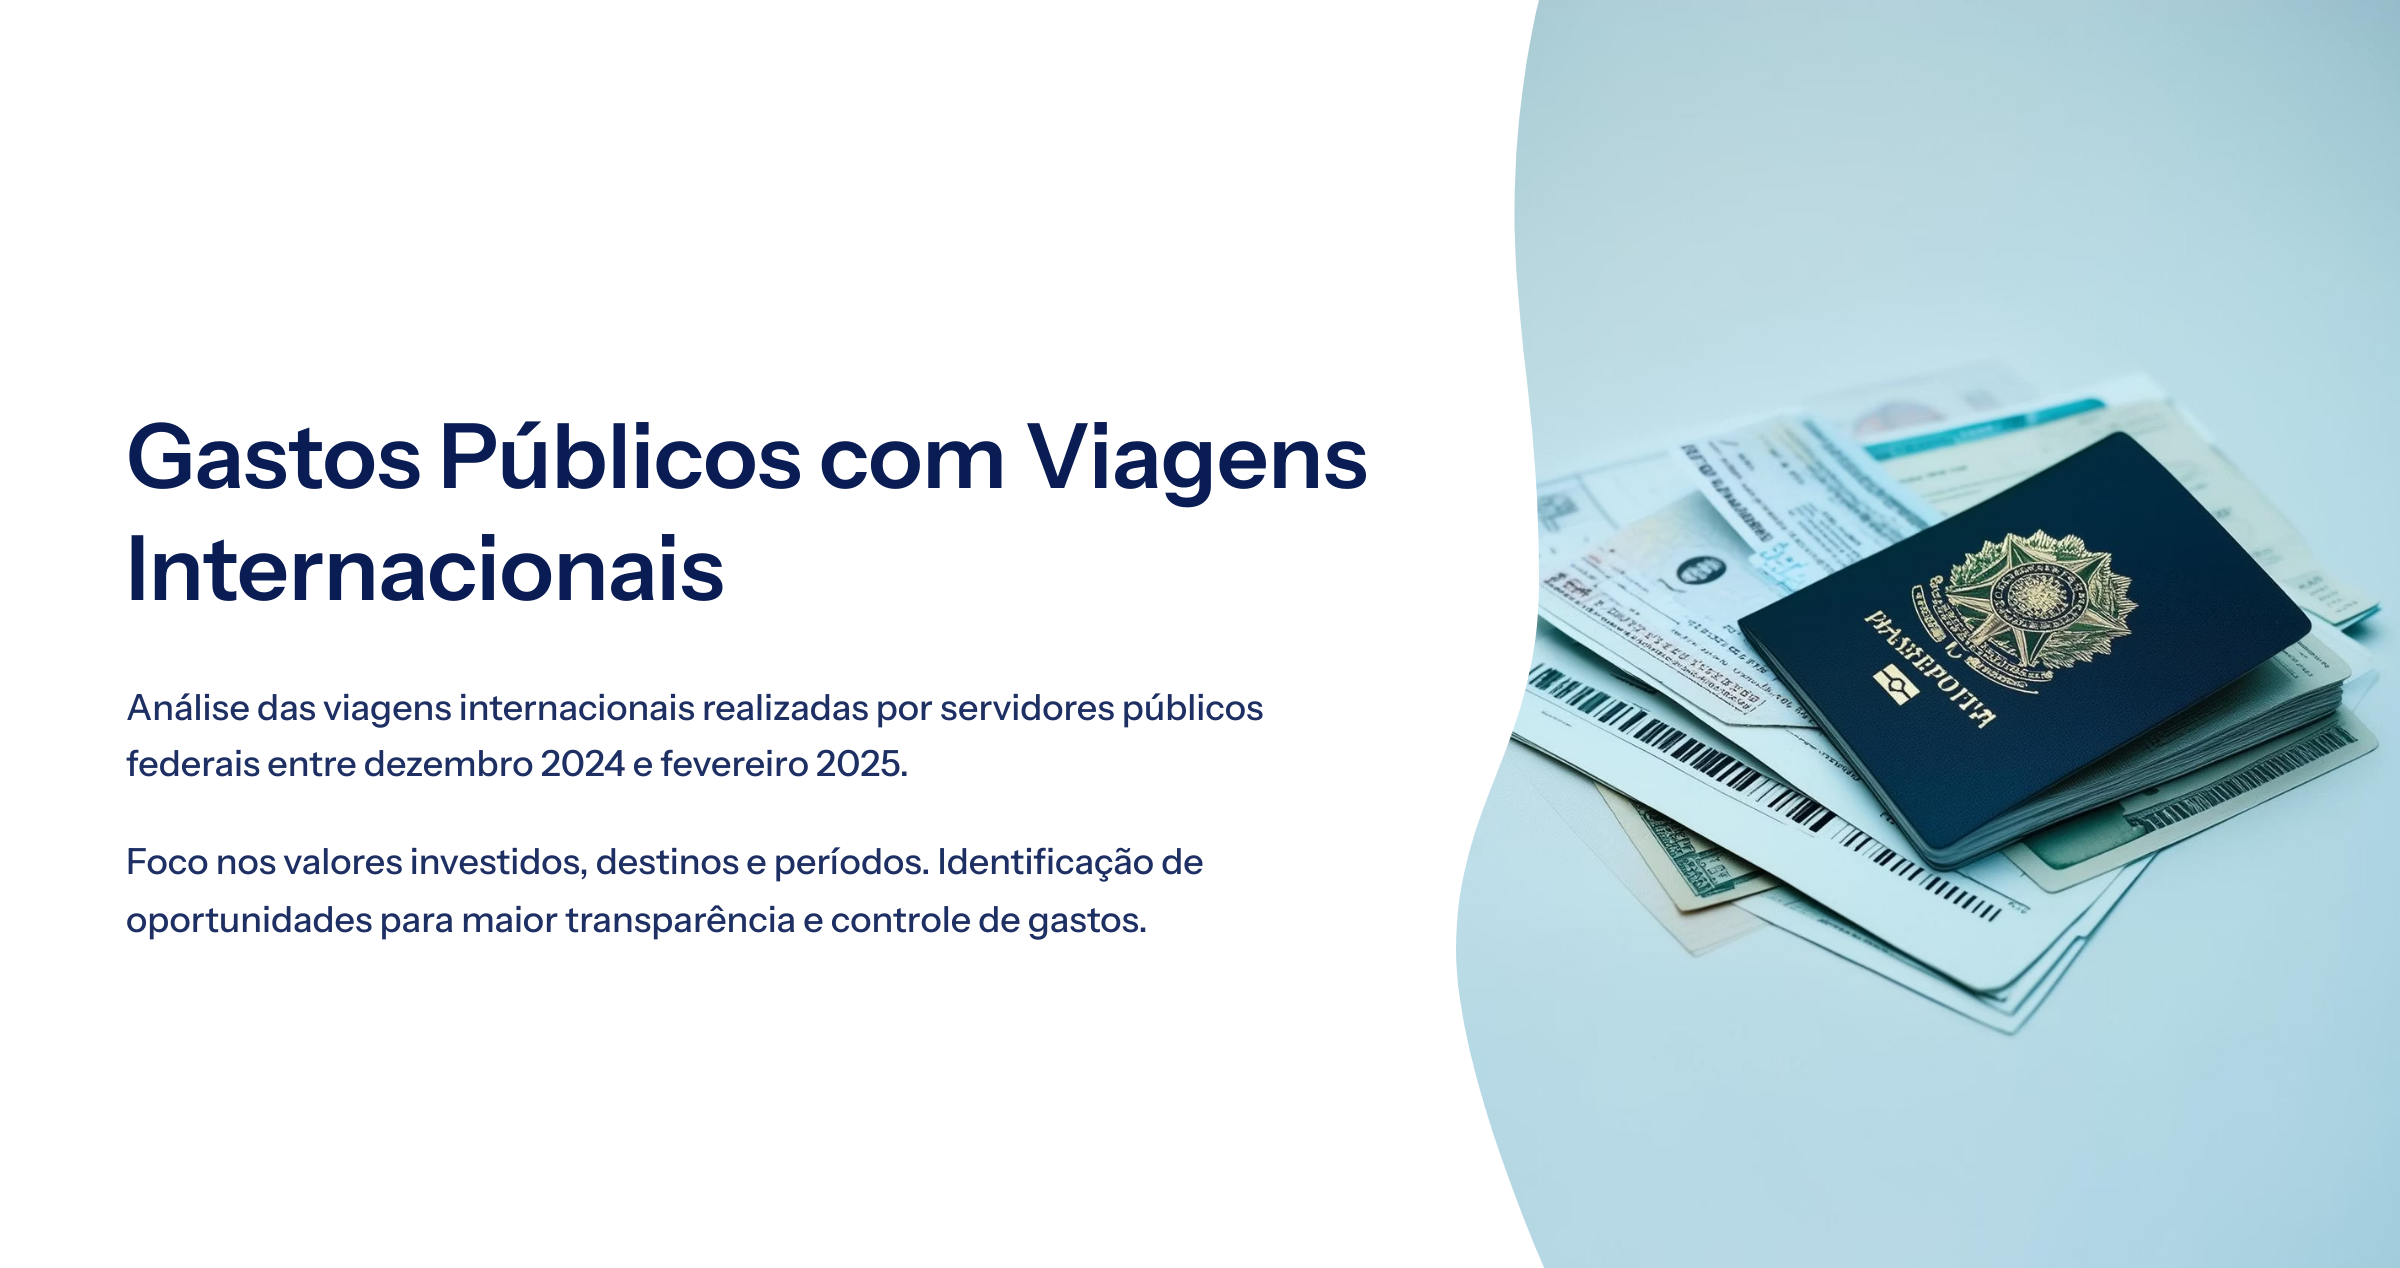 Gastos Públicos com Viagens
Internacionais
Análise das viagens internacionais realizadas por servidores públicos
federais entre dezembro 2024 e fevereiro 2025.
Foco nos valores investidos, destinos e períodos. Identificação de
oportunidades para maior transparência e controle de gastos.